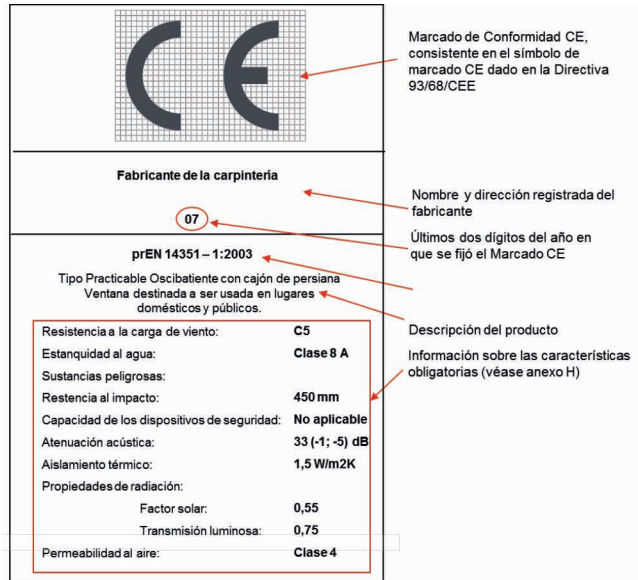 CE
Marcado de Conformidad CE,
consistente en el símbolo de
marcado CE dado en la Directiva
93/68/CEE
Fabricante de la carpintería
Nombre y dirección registrada del
fabricante
07
Últimos dos dígitos del año en
que se fijó el Marcado CE
prEN 14351 – 1:2003
Tipo Practicable Oscibatiente con cajón de persiana
Ventana destinada a ser usada en lugares
domésticos y públicos.
Descripción del producto
Información sobre las características
obligatorias (véase anexo H)
Resistencia a la carga de viento: C5
Estanquidad al agua: Clase 8 A
Sustancias peligrosas:
Restencia al impacto: 450 mm
Capacidad de los dispositivos de seguridad: No aplicable
Atenuación acústica: 33 (-1; -5) dB
Aislamiento térmico: 1,5 W/m2K
Propiedades de radiación:
Factor solar: 0,55
Transmisión luminosa: 0,75
Permeabilidad al aire: Clase 4